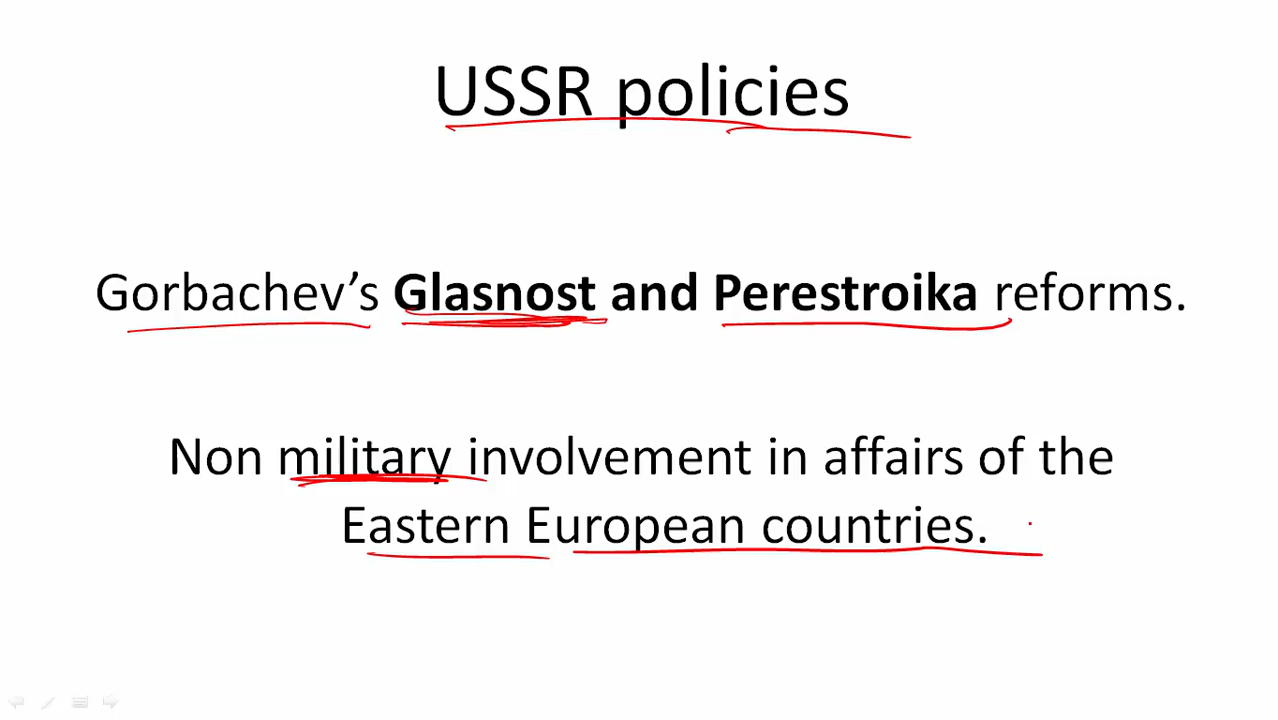 USSR policies
Gorbachev’s Glasnost and Perestroika reforms.
Non military involvement in affairs of the
Eastern European countries.